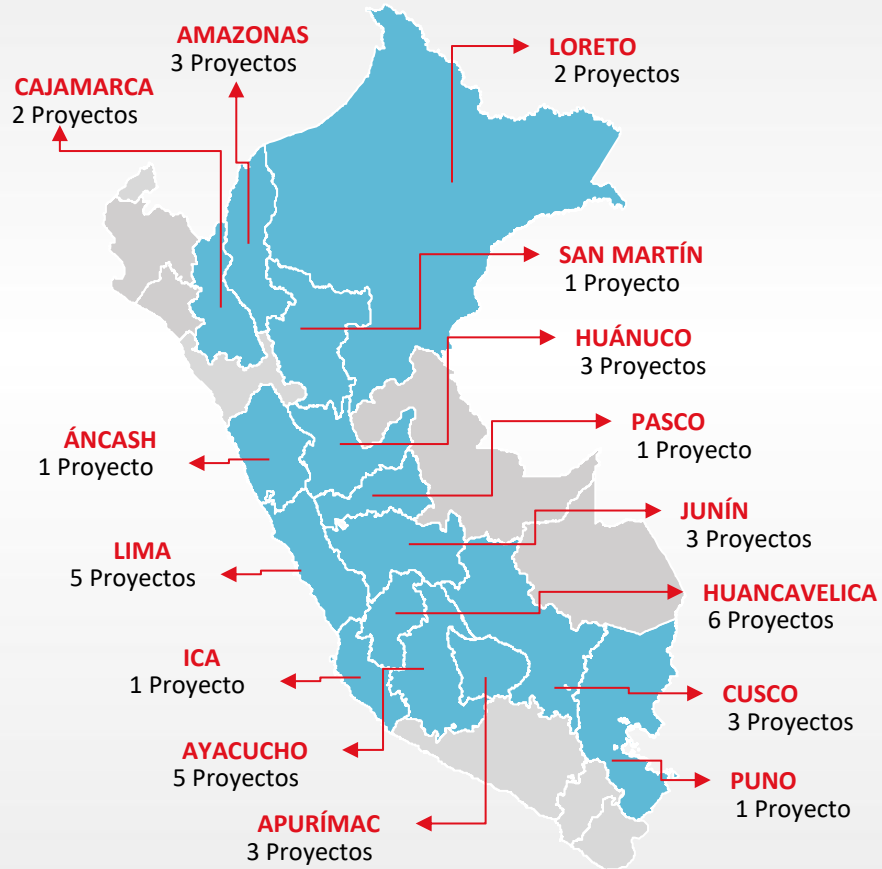 AMAZONAS
3 Proyectos
CAJAMARCA
2 Proyectos
LORETO
2 Proyectos
SAN MARTÍN
1 Proyecto
HUÁNUCO
3 Proyectos
PASCO
1 Proyecto
ÁNCASH
1 Proyecto
JUNÍN
3 Proyectos
LIMA
5 Proyectos
HUANCAVELICA
6 Proyectos
ICA
1 Proyecto
CUSCO
3 Proyectos
AYACUCHO
5 Proyectos
PUNO
1 Proyecto
APURÍMAC
3 Proyectos